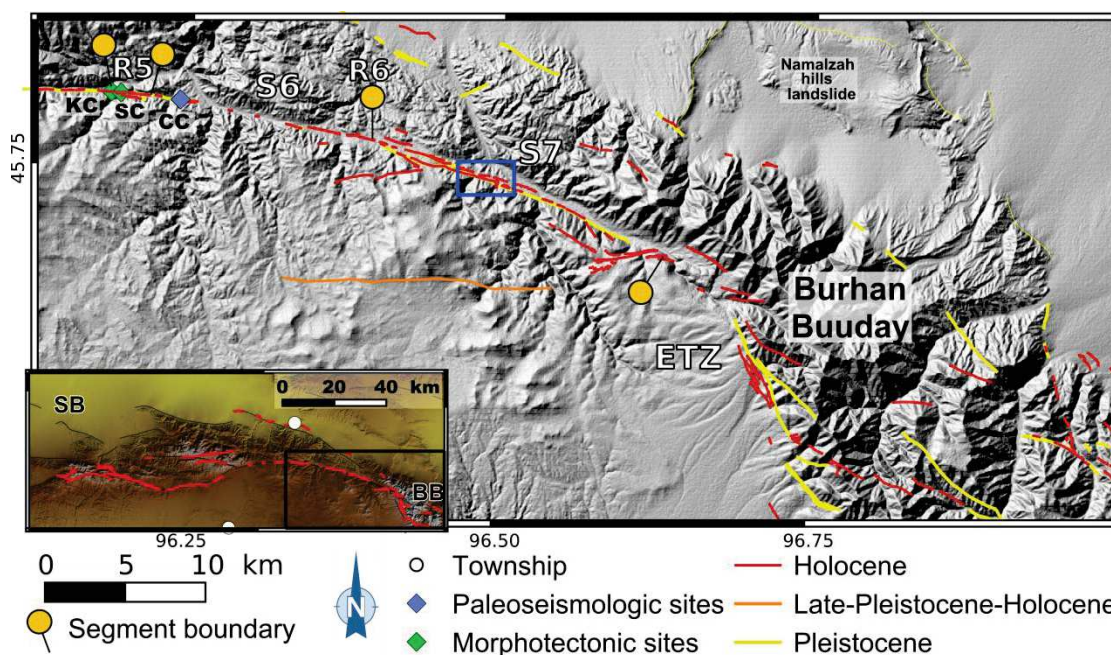 Namalzah
hills
landslide
R5
S6
R6
KC
SC
CC
45.75
S7
Burhan
Buuday
ETZ
SB
0 20 40 km
BB
96.25
96.50
96.75
0 5 10 km
N
Township
Holocene
Paleoseismologic sites
Late-Pleistocene-Holocene
Segment boundary
Morphotectonic sites
Pleistocene